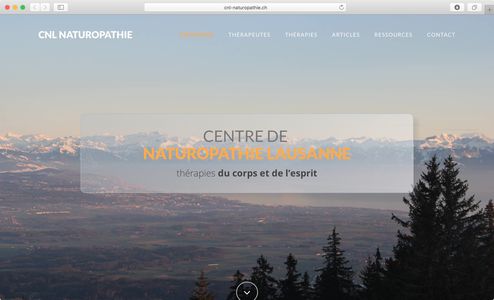 cnl-naturopathie.ch
CNL NATUROPATHIE
THÉRAPEUTES THÉRAPIES ARTICLES RESSOURCES CONTACT
CENTRE DE
NATUROPATHIE LAUSANNE
thérapies du corps et de l'esprit